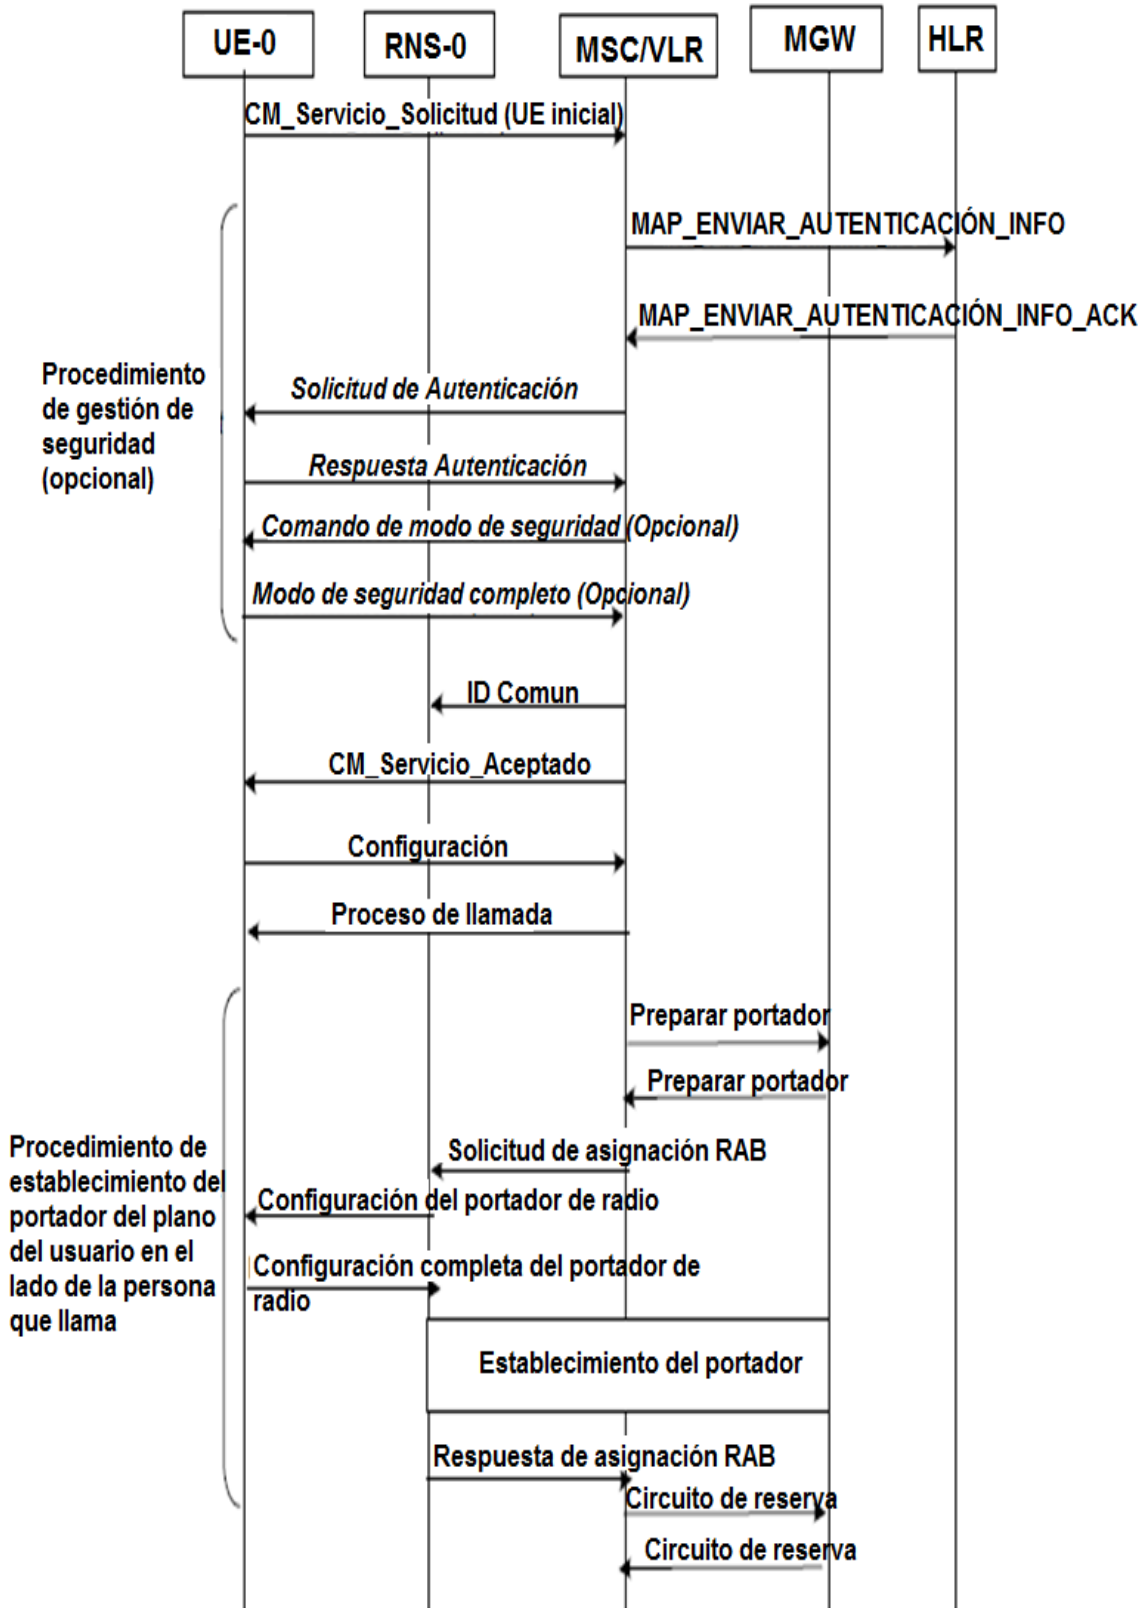 UE-0
RNS-0
MSC/VLR
MGW
HLR
CM_Servicio_Solicitud (UE inicial)
MAP_ENVIAR_AUTENTICACIÓN_INFO
MAP_ENVIAR_AUTENTICACIÓN_INFO_ACK
Procedimiento
de gestión de
seguridad
(opcional)
Solicitud de Autenticación
Respuesta Autenticación
Comando de modo de seguridad (Opcional)
Modo de seguridad completo (Opcional)
ID Comun
CM_Servicio_Aceptado
Configuración
Proceso de llamada
Preparar portador
Preparar portador
Procedimiento de
establecimiento del
portador del plano
del usuario en el
lado de la persona
que llama
Solicitud de asignación RAB
Configuración del portador de radio
Configuración completa del portador de
radio
Establecimiento del portador
Respuesta de asignación RAB
Circuito de reserva
Circuito de reserva